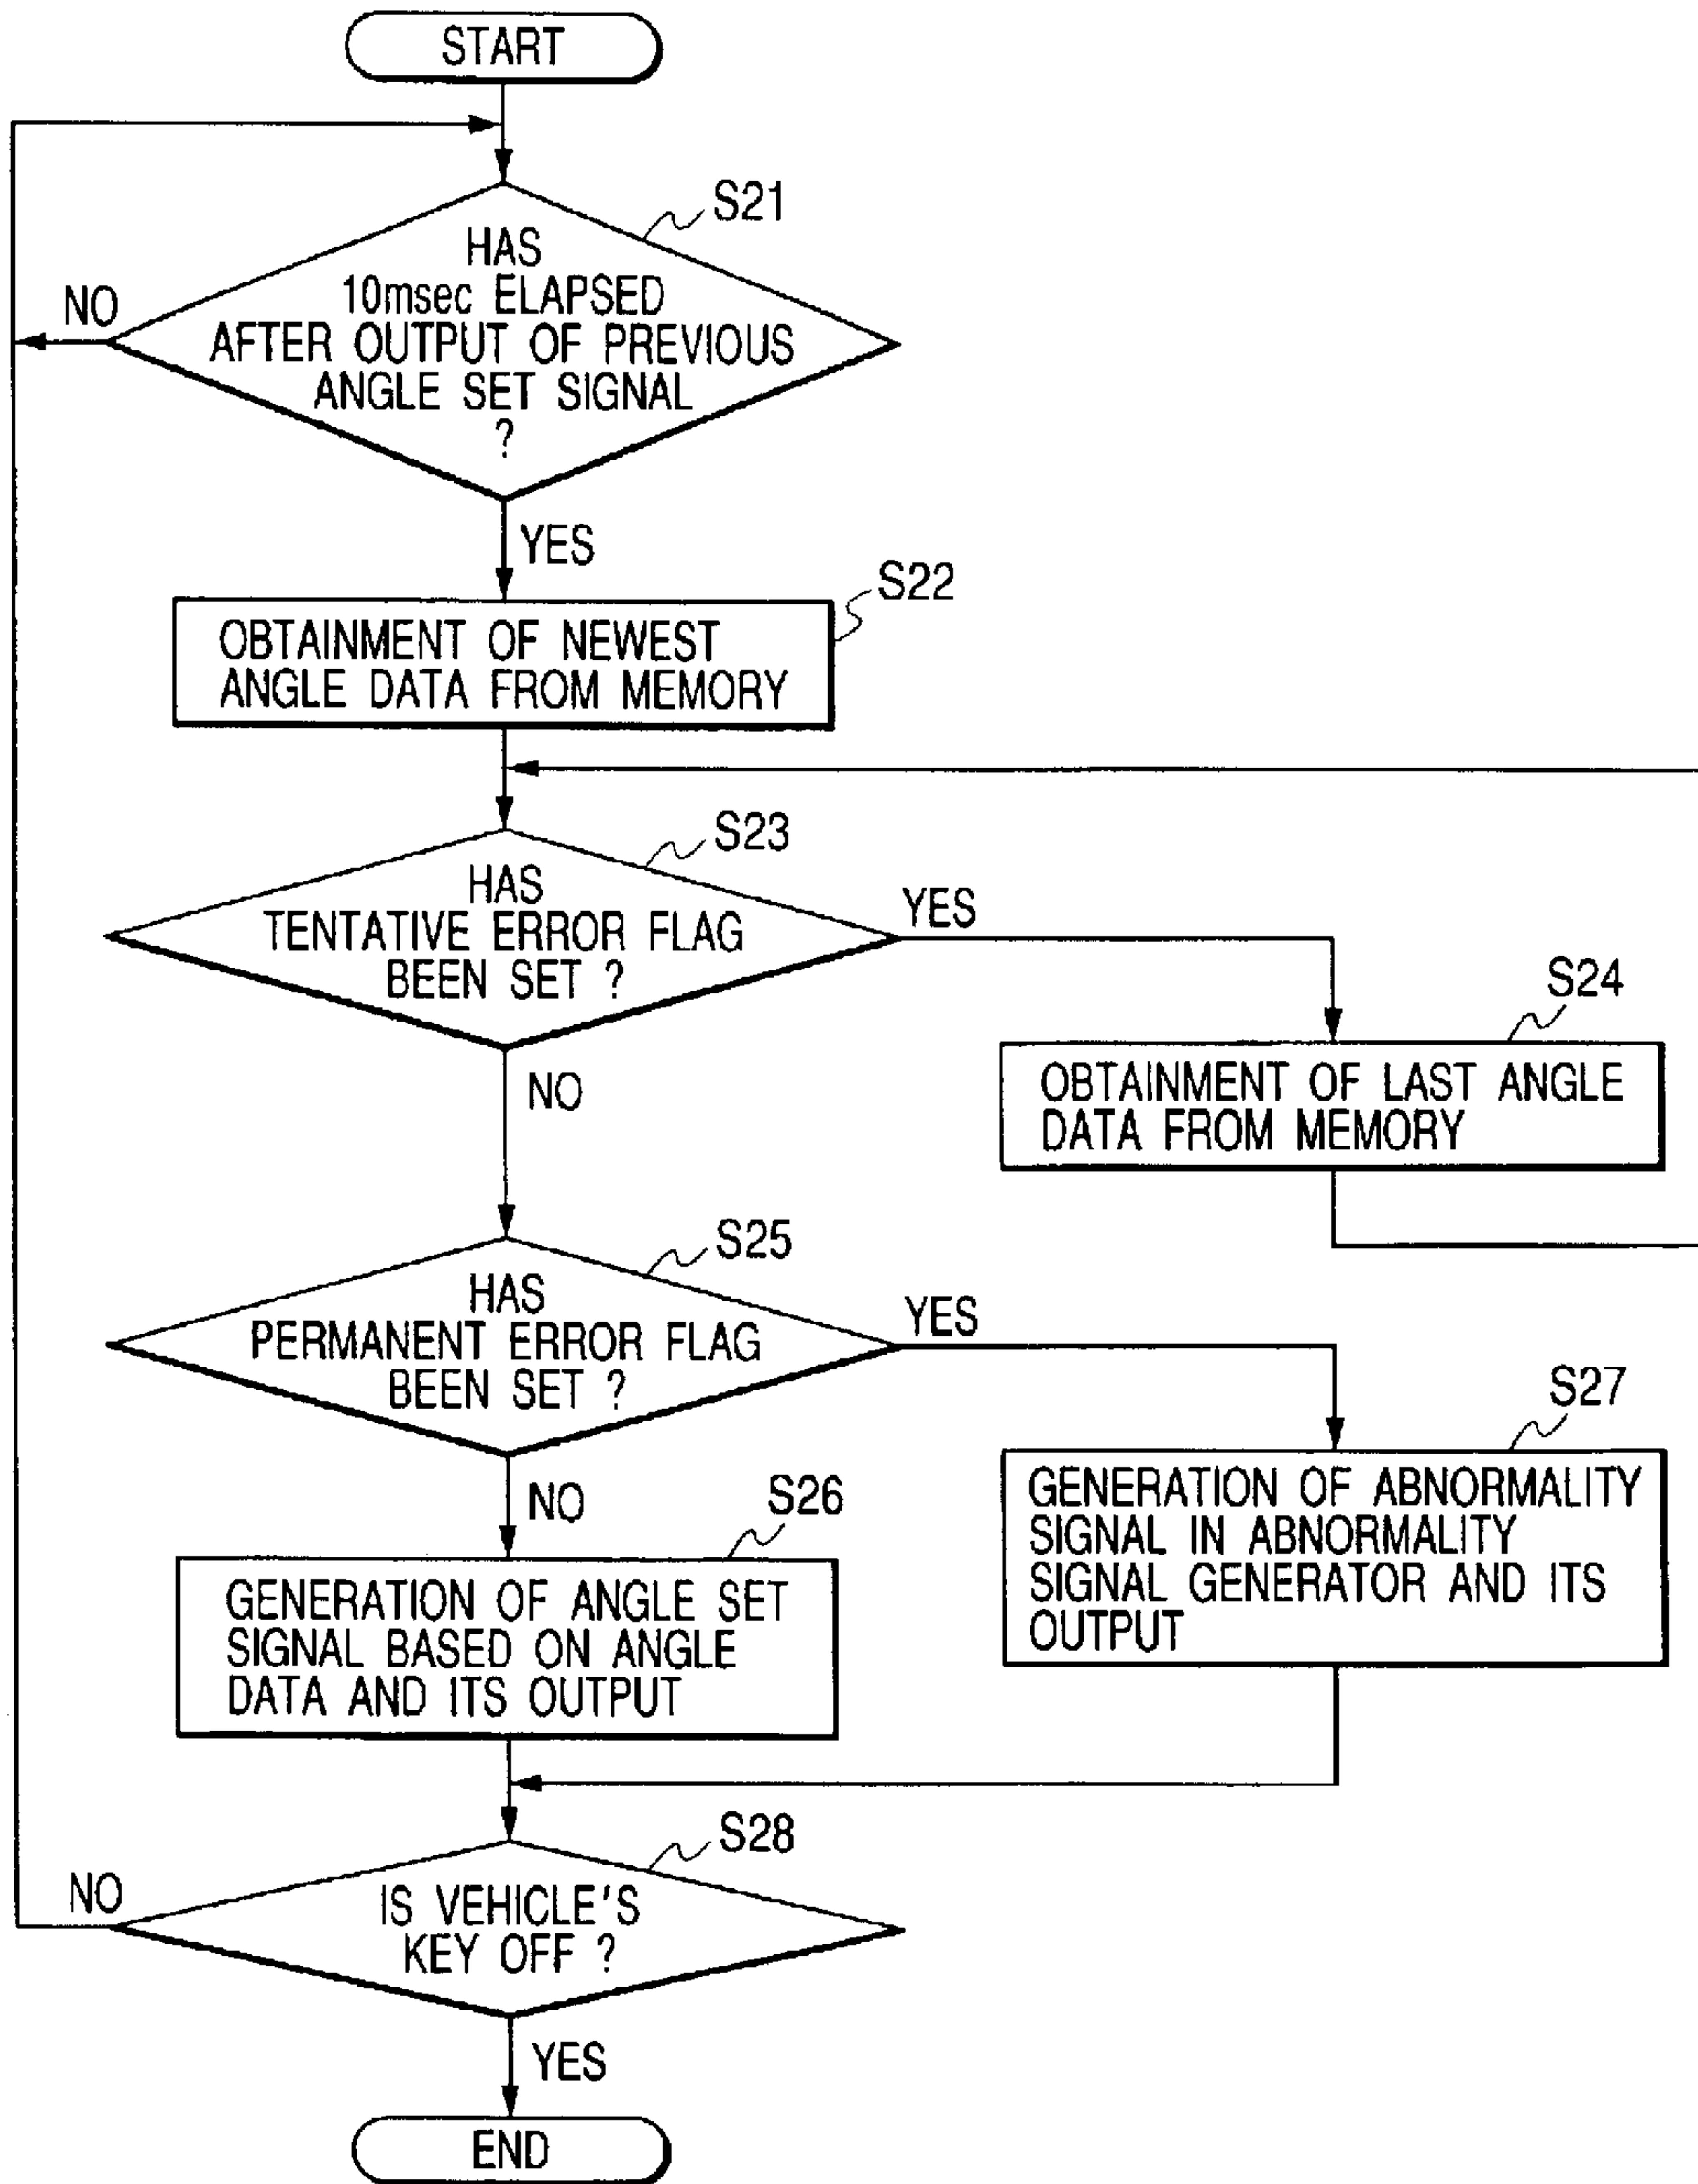 START
S21
HAS
10msec ELAPSED
AFTER OUTPUT OF PREVIOUS
ANGLE SET SIGNAL
?
NO
YES
S22
OBTAINMENT OF NEWEST
ANGLE DATA FROM MEMORY
S23
HAS
TENTATIVE ERROR FLAG
BEEN SET ?
YES
NO
S24
OBTAINMENT OF LAST ANGLE
DATA FROM MEMORY
S25
HAS
PERMANENT ERROR FLAG
BEEN SET ?
YES
NO
S27
GENERATION OF ABNORMALITY
SIGNAL IN ABNORMALITY
SIGNAL GENERATOR AND ITS
OUTPUT
S26
GENERATION OF ANGLE SET
SIGNAL BASED ON ANGLE
DATA AND ITS OUTPUT
S28
IS VEHICLE'S
KEY OFF ?
NO
YES
END